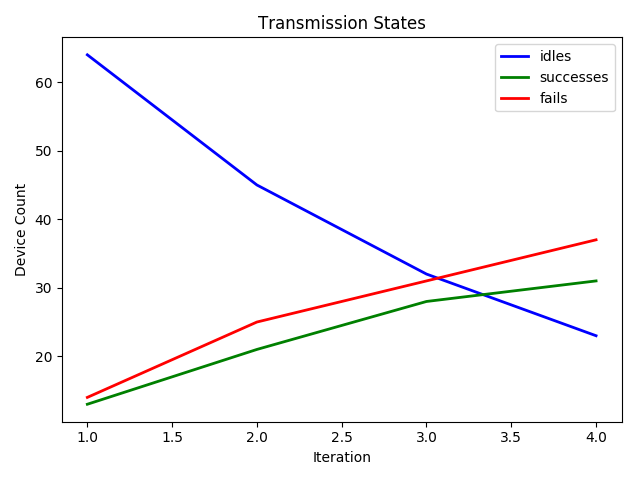 Transmission States
idles
successes
fails
60
50
40
30
20
Device Count
1.0 1.5 2.0 2.5 3.0 3.5 4.0
Iteration